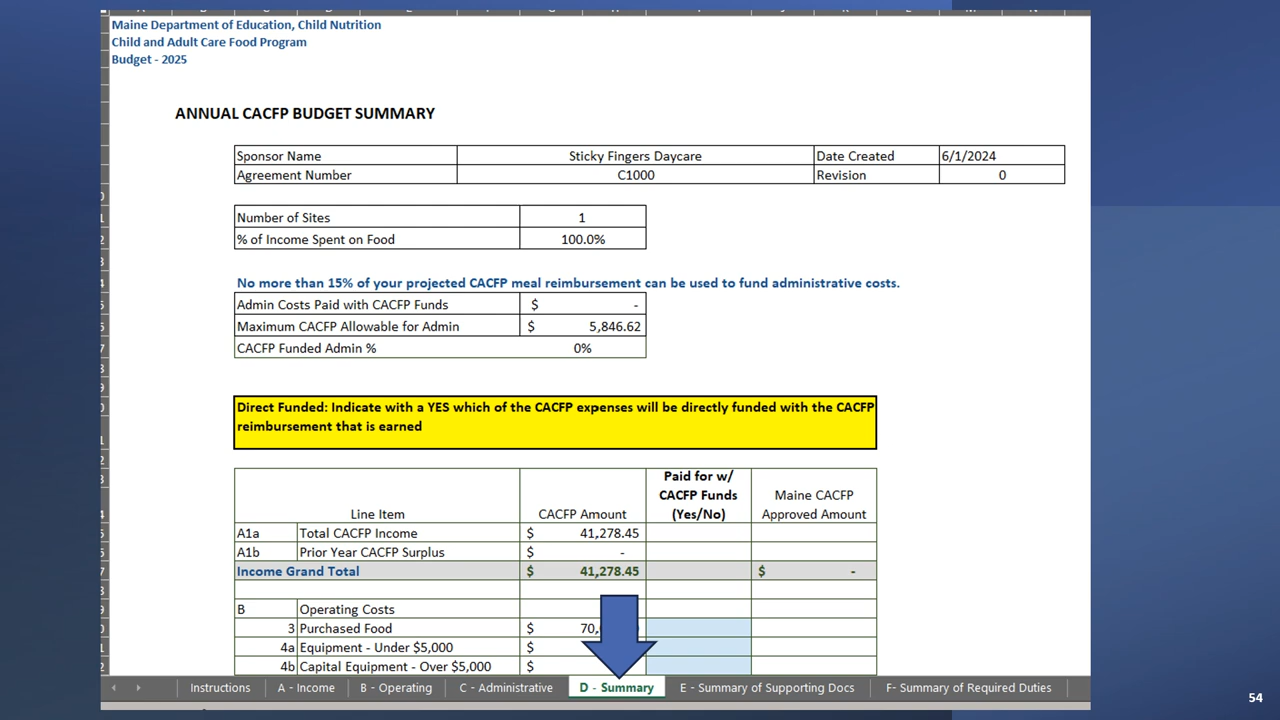 Maine Department of Education, Child Nutrition
Child and Adult Care Food Program
Budget - 2025
ANNUAL CACFP BUDGET SUMMARY
Sponsor Name Sticky Fingers Daycare Date Created 6/1/2024
Agreement Number C1000 Revision 0
Number of Sites 1
% of Income Spent on Food 100.0%
No more than 15% of your projected CACFP meal reimbursement can be used to fund administrative costs.
Admin Costs Paid with CACFP Funds $ -
Maximum CACFP Allowable for Admin $ 5,846.62
CACFP Funded Admin % 0%
Direct Funded: Indicate with a YES which of the CACFP expenses will be directly funded with the CACFP
reimbursement that is earned
Line Item CACFP Amount Paid for w/ CACFP Funds (Yes/No) Maine CACFP Approved Amount
A1a Total CACFP Income $ 41,278.45
A1b Prior Year CACFP Surplus $ -
Income Grand Total $ 41,278.45 $ -
B Operating Costs
3 Purchased Food $ 70,
4a Equipment - Under $5,000 $
4b Capital Equipment - Over $5,000 $
Instructions A - Income B - Operating C - Administrative D - Summary E - Summary of Supporting Docs F- Summary of Required Duties
54